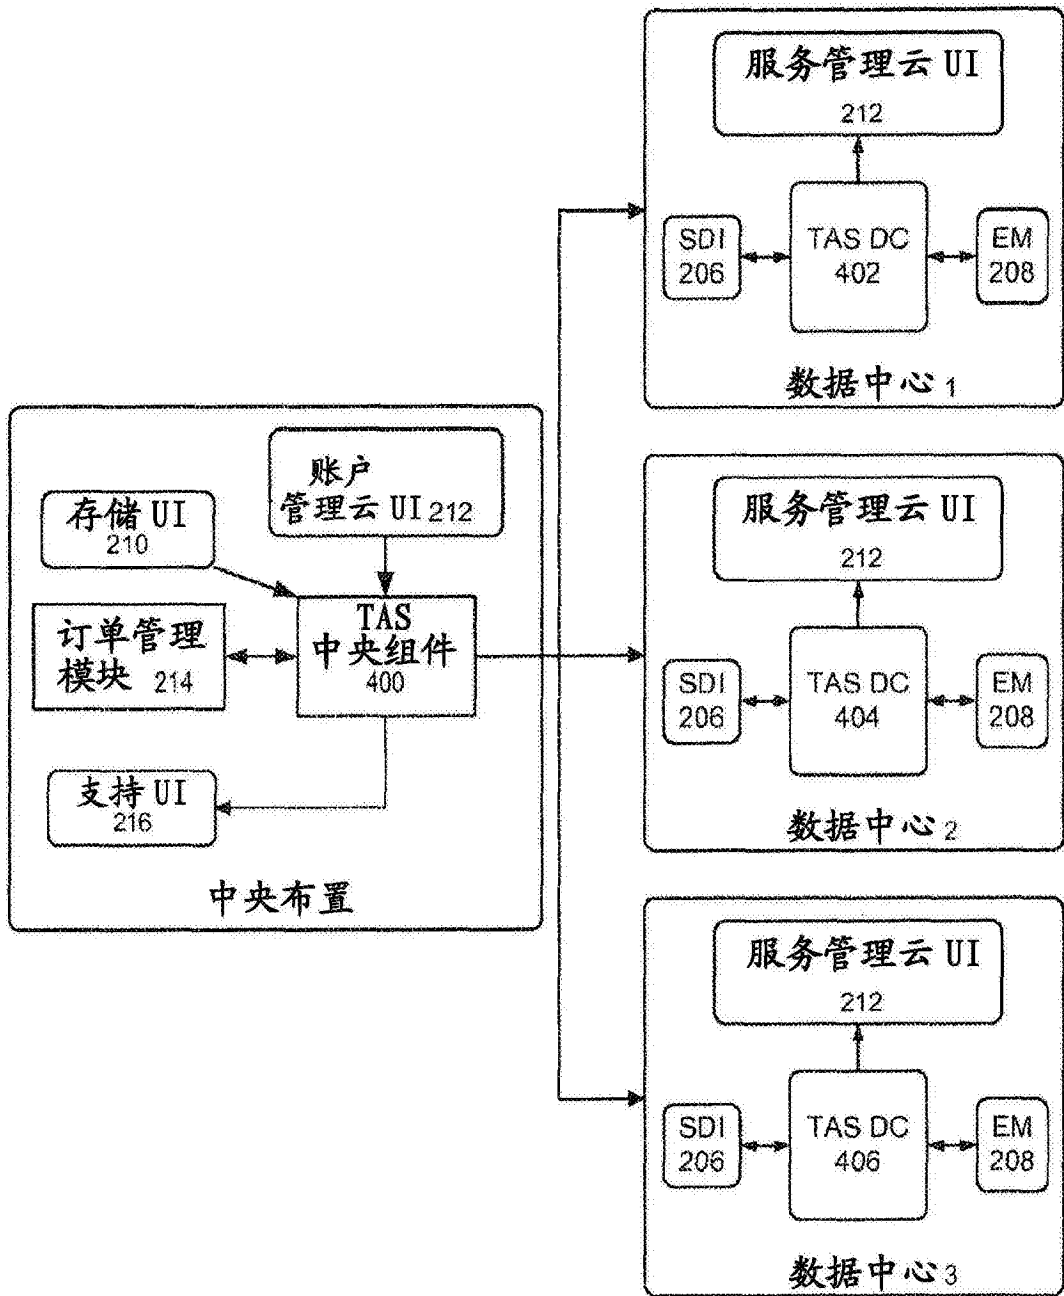 服务管理云 UI
212
SDI
206
TAS DC
402
EM
208
数据中心 1
账户
管理云 UI 212
存储 UI
210
订单管理
模块 214
TAS
中央组件
400
支持 UI
216
中央布置
服务管理云 UI
212
SDI
206
TAS DC
404
EM
208
数据中心 2
服务管理云 UI
212
SDI
206
TAS DC
406
EM
208
数据中心 3